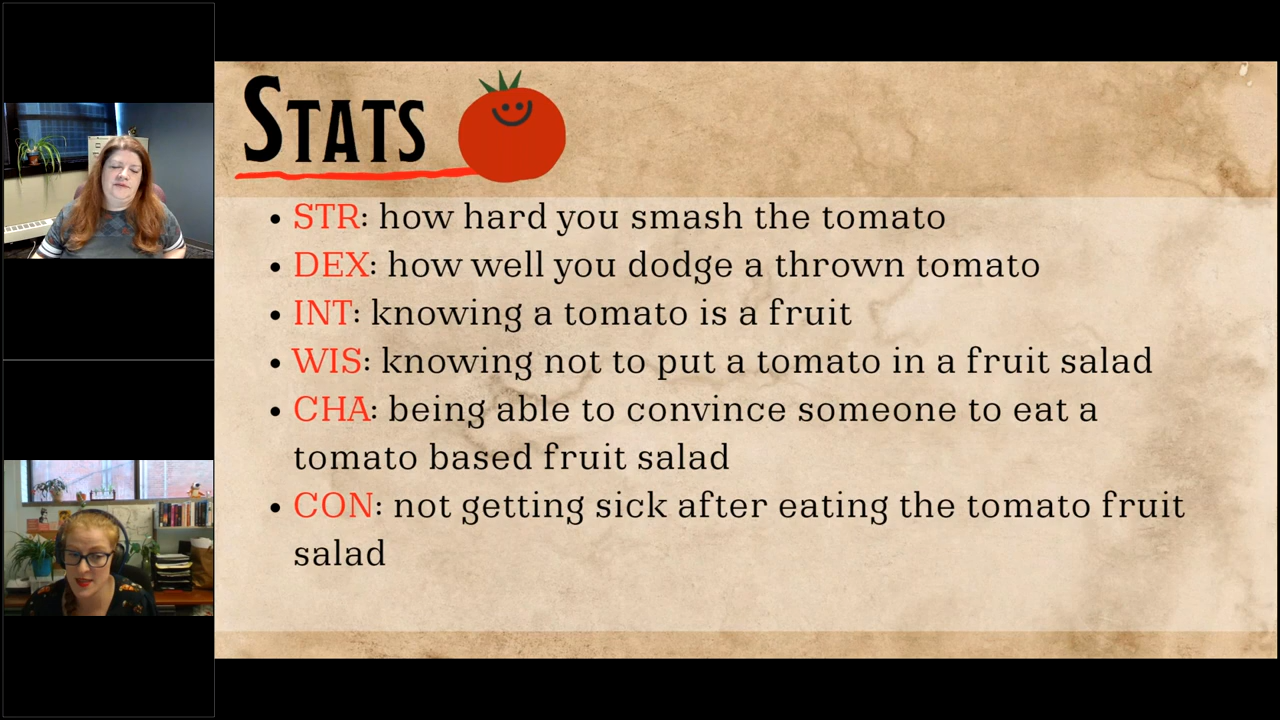 Stats
• STR: how hard you smash the tomato
• DEX: how well you dodge a thrown tomato
• INT: knowing a tomato is a fruit
• WIS: knowing not to put a tomato in a fruit salad
• CHA: being able to convince someone to eat a
tomato based fruit salad
• CON: not getting sick after eating the tomato fruit
salad